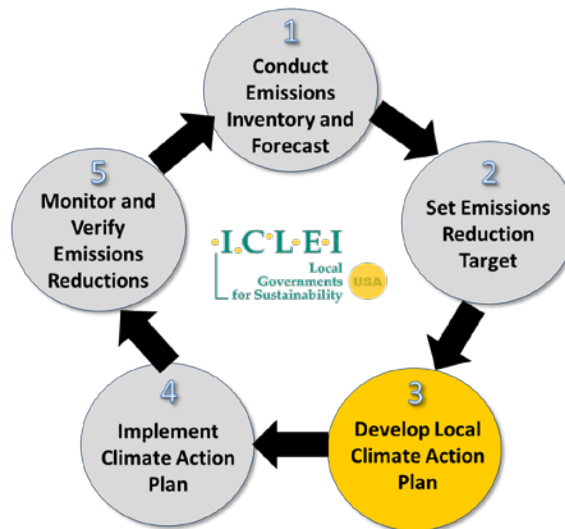 1
Conduct
Emissions
Inventory and
Forecast
2
Set Emissions
Reduction
Target
3
Develop Local
Climate Action
Plan
4
Implement
Climate Action
Plan
5
Monitor and
Verify
Emissions
Reductions
·I.C.L.E.I
Local
Governments
for Sustainability
USA